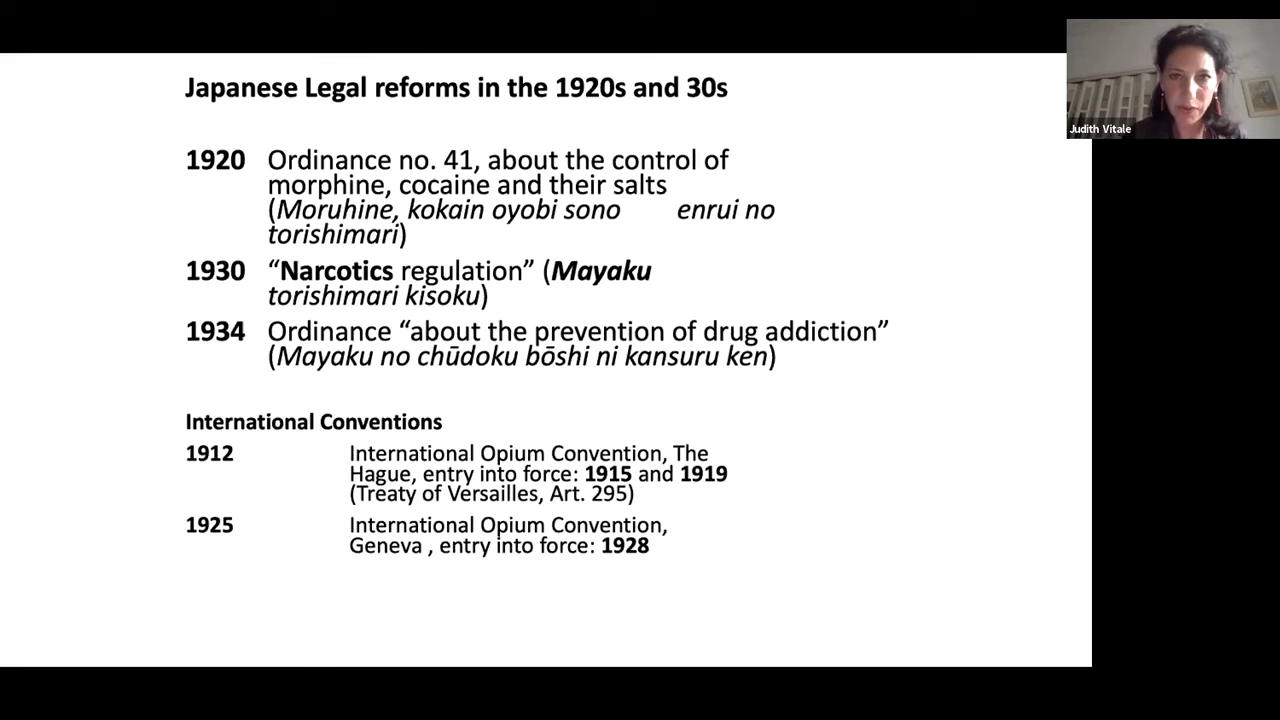 Japanese Legal reforms in the 1920s and 30s
1920 Ordinance no. 41, about the control of
morphine, cocaine and their salts
(Moruhine, kokain oyobi sono enrui no
torishimari)
1930 “Narcotics regulation” (Mayaku
torishimari kisoku)
1934 Ordinance “about the prevention of drug addiction”
(Mayaku no chūdoku bōshi ni kansuru ken)
International Conventions
1912 International Opium Convention, The
Hague, entry into force: 1915 and 1919
(Treaty of Versailles, Art. 295)
1925 International Opium Convention,
Geneva , entry into force: 1928
Judith Vitale